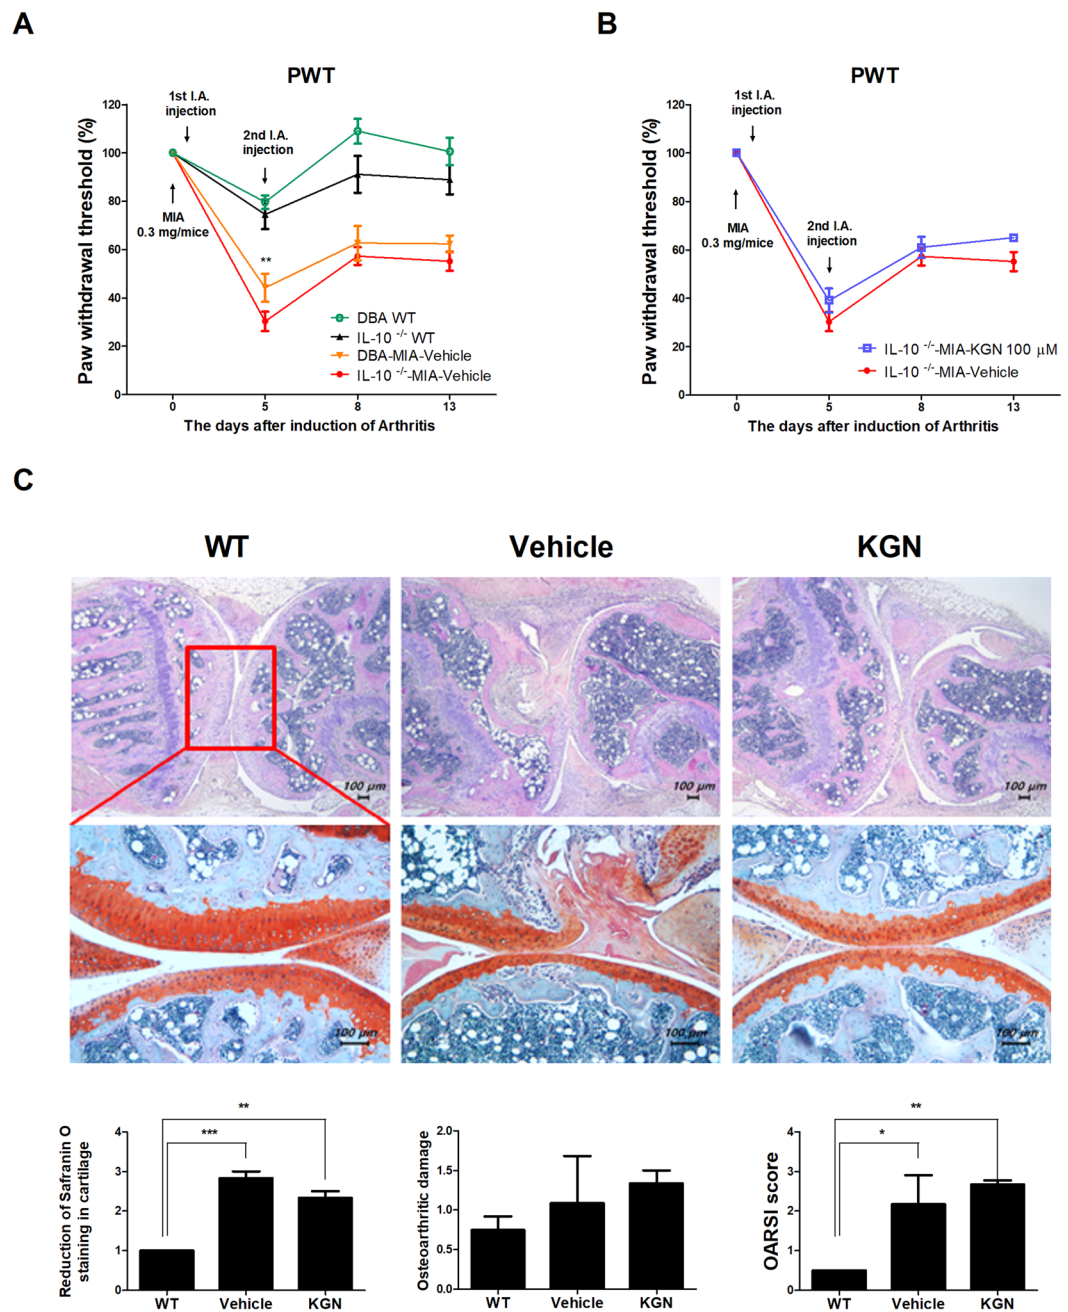 A
PWT
Paw withdrawal threshold (%)
120
100
80
60
40
20
0
1st I.A.
injection
2nd I.A.
injection
MIA
0.3 mg/mice
**
DBA WT
IL-10 -/- WT
DBA-MIA-Vehicle
IL-10 -/-MIA-Vehicle
0 5 8 13
The days after induction of Arthritis
B
PWT
Paw withdrawal threshold (%)
120
100
80
60
40
20
0
1st I.A.
injection
MIA
0.3 mg/mice
2nd I.A.
injection
IL-10 -/-MIA-KGN 100 µM
IL-10 -/-MIA-Vehicle
0 5 8 13
The days after induction of Arthritis
C
WT Vehicle KGN
100 µm 100 µm 100 µm
100 µm 100 µm 100 µm
Reduction of Safranin O
staining in cartilage
4
3
2
1
0
**
***
WT Vehicle KGN
Osteoarthritic damage
2.0
1.5
1.0
0.5
0.0
WT Vehicle KGN
OARSI score
4
3
2
1
0
**
*
WT Vehicle KGN